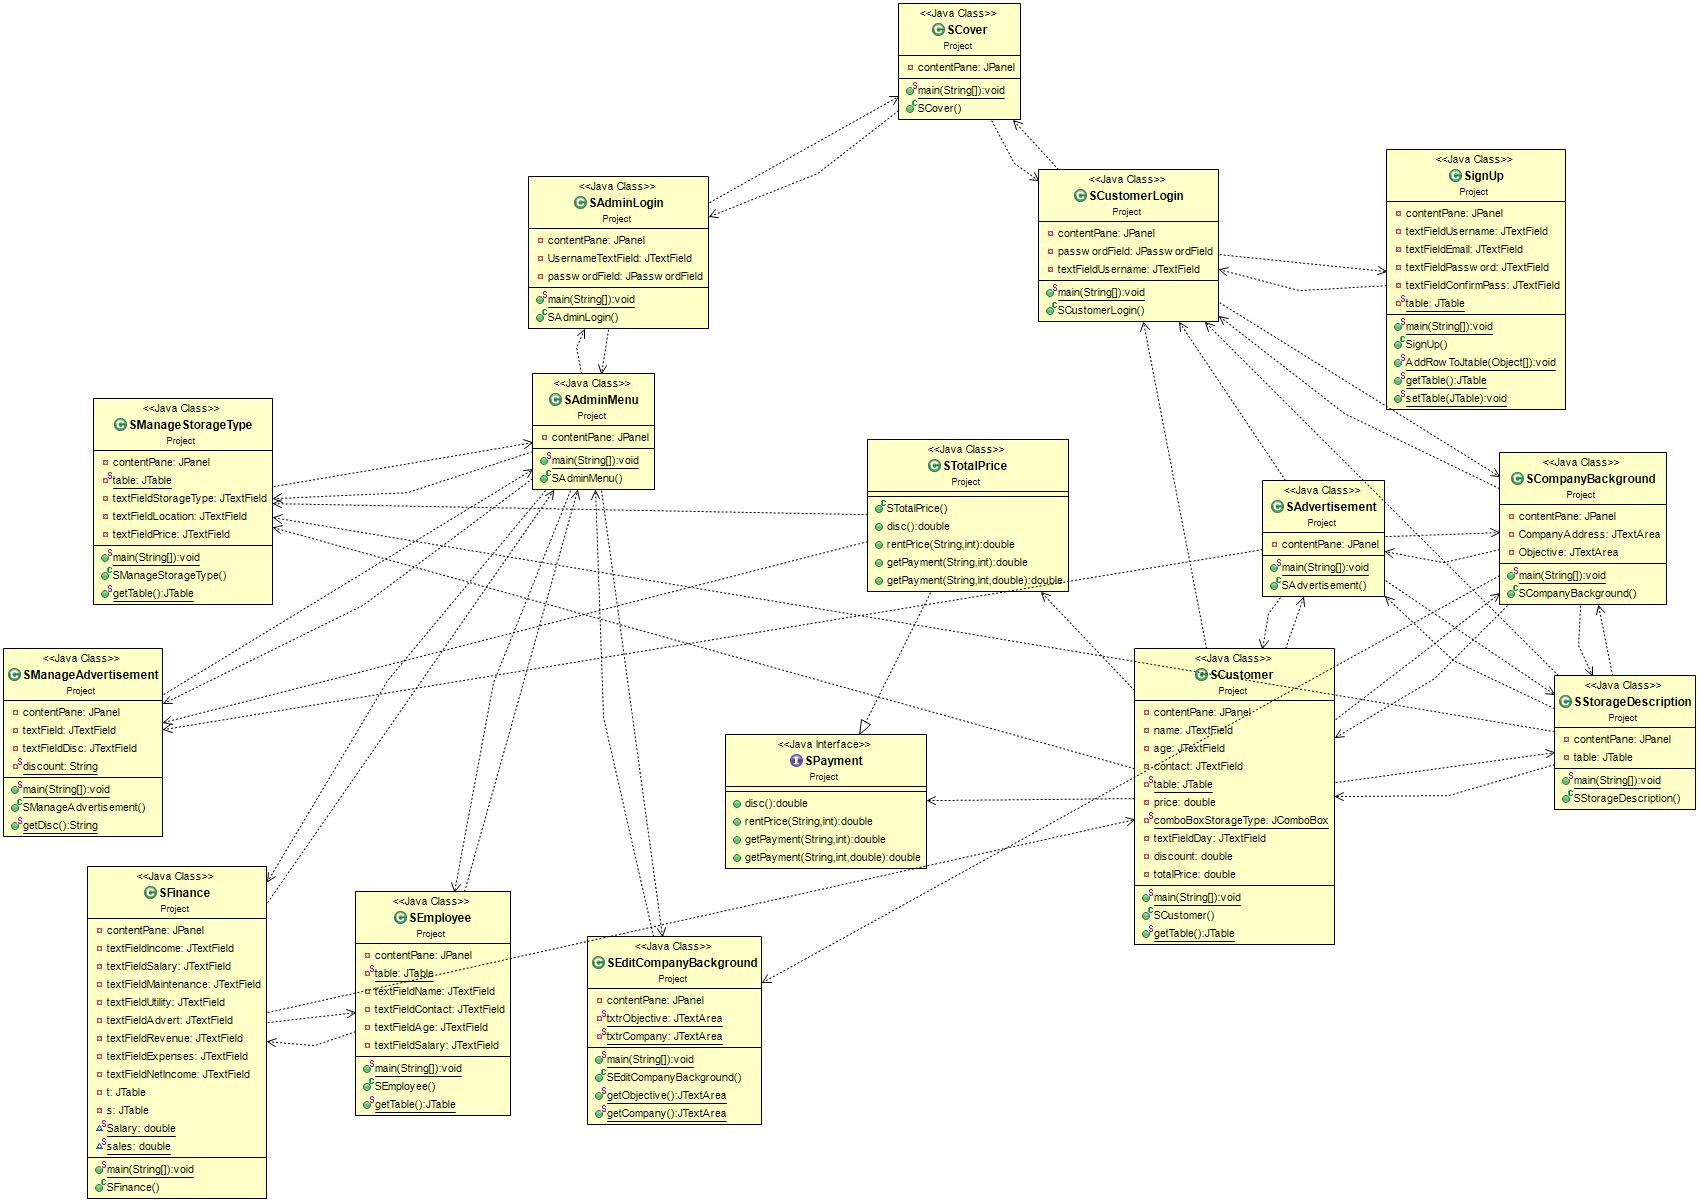 <<Java Class>>
SCover
Project
contentPane: JPanel
main(String[]):void
SCover()
<<Java Class>>
SAdminLogin
Project
contentPane: JPanel
UsernameTextField: JTextField
passwordField: JPasswordField
main(String[]):void
SAdminLogin()
<<Java Class>>
SCustomerLogin
Project
contentPane: JPanel
passwordField: JPasswordField
textFieldUsername: JTextField
main(String[]):void
SCustomerLogin()
<<Java Class>>
SignUp
Project
contentPane: JPanel
textFieldUsername: JTextField
textFieldEmail: JTextField
textFieldPassword: JTextField
textFieldConfirmPass: JTextField
table: JTable
main(String[]):void
SignUp()
AddRowToJtable(Object[]):void
getTable():JTable
setTable(JTable):void
<<Java Class>>
SManageStorageType
Project
contentPane: JPanel
table: JTable
textFieldStorageType: JTextField
textFieldLocation: JTextField
textFieldPrice: JTextField
main(String[]):void
SManageStorageType()
getTable():JTable
<<Java Class>>
SAdminMenu
Project
contentPane: JPanel
main(String[]):void
SAdminMenu()
<<Java Class>>
STotalPrice
Project
STotalPrice()
disc():double
rentPrice(String,int):double
getPayment(String,int):double
getPayment(String,int,double):double
<<Java Class>>
SAdvertisement
Project
contentPane: JPanel
main(String[]):void
SAdvertisement()
<<Java Class>>
SCompanyBackground
Project
contentPane: JPanel
CompanyAddress: JTextArea
Objective: JTextArea
main(String[]):void
SCompanyBackground()
<<Java Class>>
SManageAdvertisement
Project
contentPane: JPanel
textField: JTextField
textFieldDisc: JTextField
discount: String
main(String[]):void
SManageAdvertisement()
getDisc():String
<<Java Interface>>
SPayment
Project
disc():double
rentPrice(String,int):double
getPayment(String,int):double
getPayment(String,int,double):double
<<Java Class>>
SCustomer
Project
contentPane: JPanel
name: JTextField
age: JTextField
contact: JTextField
table: JTable
price: double
comboBoxStorageType: JComboBox
textFieldDay: JTextField
discount: double
totalPrice: double
main(String[]):void
SCustomer()
getTable():JTable
<<Java Class>>
SStorageDescription
Project
contentPane: JPanel
table: JTable
main(String[]):void
SStorageDescription()
<<Java Class>>
SFinance
Project
contentPane: JPanel
textFieldIncome: JTextField
textFieldSalary: JTextField
textFieldMaintenance: JTextField
textFieldUtility: JTextField
textFieldAdvert: JTextField
textFieldRevenue: JTextField
textFieldExpenses: JTextField
textFieldNetIncome: JTextField
t: JTable
s: JTable
Salary: double
sales: double
main(String[]):void
SFinance()
<<Java Class>>
SEmployee
Project
contentPane: JPanel
table: JTable
textFieldName: JTextField
textFieldContact: JTextField
textFieldAge: JTextField
textFieldSalary: JTextField
main(String[]):void
SEmployee()
getTable():JTable
<<Java Class>>
SEditCompanyBackground
Project
contentPane: JPanel
txtrObjective: JTextArea
txtrCompany: JTextArea
main(String[]):void
SEditCompanyBackground()
getObjective():JTextArea
getCompany():JTextArea